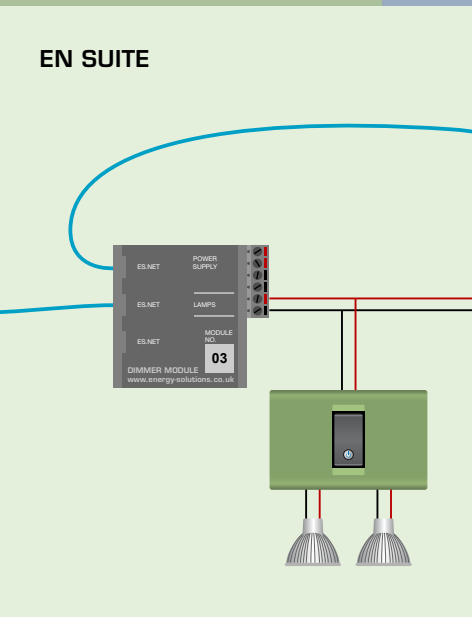 EN SUITE
ES.NET
POWER
SUPPLY
ES.NET
LAMPS
ES.NET
MODULE
NO.
03
DIMMER MODULE
www.energy-solutions.co.uk